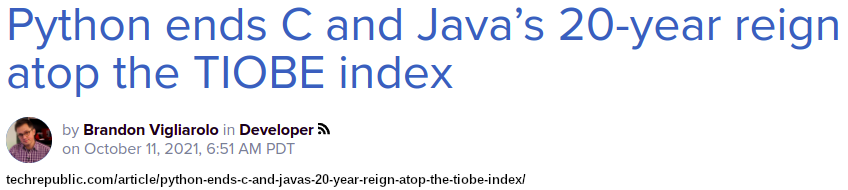 Python ends C and Java’s 20-year reign
atop the TIOBE index
by Brandon Vigliarolo in Developer
on October 11, 2021, 6:51 AM PDT
techrepublic.com/article/python-ends-c-and-javas-20-year-reign-atop-the-tiobe-index/